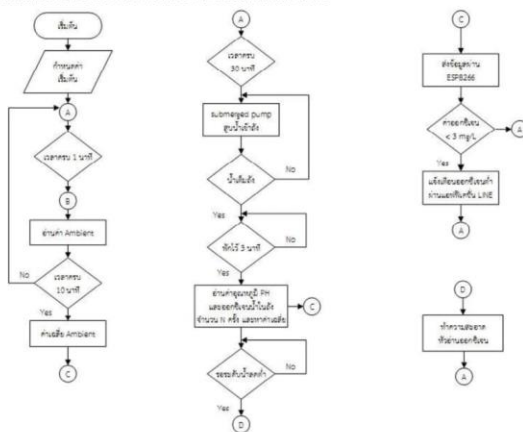 เริ่มต้น
กำหนดค่า
เริ่มต้น
A
เวลาครบ 1 นาที
B
อ่านค่า Ambient
เวลาครบ
10 นาที
No
Yes
ค่าเฉลี่ย Ambient
C
A
เวลาครบ
30 นาที
submerged pump
สูบน้ำเข้าถัง
น้ำเต็มถัง
No
Yes
พักไว้ 3 นาที
No
Yes
อ่านค่าอุณหภูมิ PH
และออกซิเจนน้ำในถัง
จำนวน N ครั้ง และหาค่าเฉลี่ย
C
รอระดับน้ำลดต่ำ
No
Yes
D
C
ส่งข้อมูลผ่าน
ESP8266
ค่าออกซิเจน
< 3 mg/L
A
Yes
แจ้งเตือนออกซิเจนต่ำ
ผ่านแอพพลิเคชั่น LINE
A
D
ทำความสะอาด
หัวอ่านออกซิเจน
A